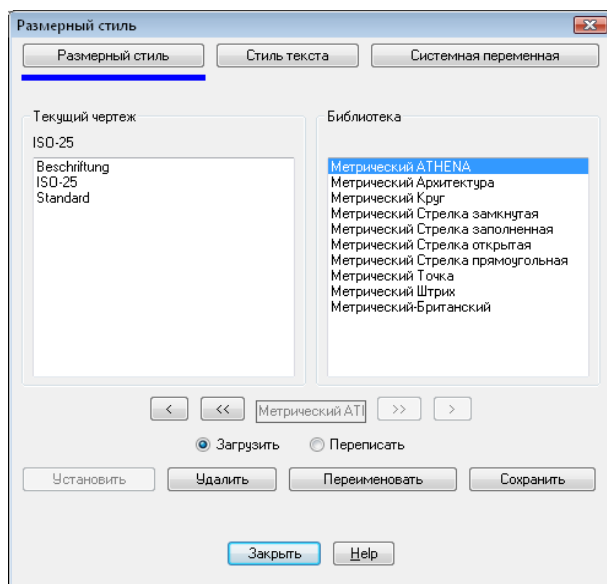 Размерный стиль
Размерный стиль
Стиль текста
Системная переменная
Текущий чертеж
ISO-25
Beschriftung
ISO-25
Standard
Библиотека
Метрический ATHENA
Метрический Архитектура
Метрический Круг
Метрический Стрелка замкнутая
Метрический Стрелка заполненная
Метрический Стрелка открытая
Метрический Стрелка прямоугольная
Метрический Точка
Метрический Штрих
Метрический-Британский
< << Метрический ATI >> >
Загрузить Переписать
Установить Удалить Переименовать Сохранить
Закрыть Help